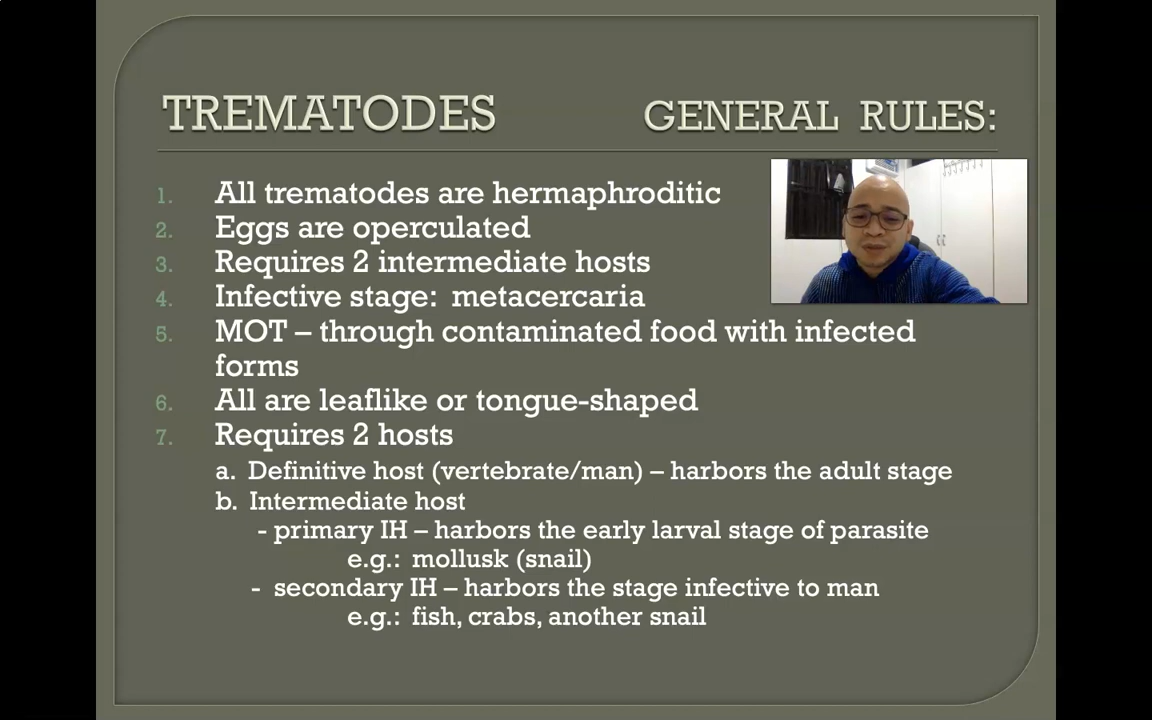 TREMATODES GENERAL RULES:
1. All trematodes are hermaphroditic
2. Eggs are operculated
3. Requires 2 intermediate hosts
4. Infective stage: metacercaria
5. MOT – through contaminated food with infected
forms
6. All are leaflike or tongue-shaped
7. Requires 2 hosts
a. Definitive host (vertebrate/man) – harbors the adult stage
b. Intermediate host
- primary IH – harbors the early larval stage of parasite
e.g.: mollusk (snail)
- secondary IH – harbors the stage infective to man
e.g.: fish, crabs, another snail